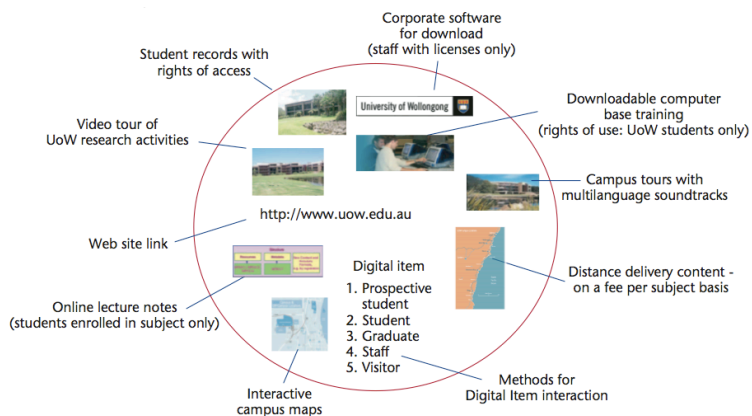 Corporate software
for download
(staff with licenses only)
Student records with
rights of access
University of Wollongong
Downloadable computer
base training
(rights of use: UoW students only)
Video tour of
UoW research activities
Campus tours with
multilanguage soundtracks
http://www.uow.edu.au
Web site link
Distance delivery content -
on a fee per subject basis
Digital item
1. Prospective
student
2. Student
3. Graduate
4. Staff
5. Visitor
Online lecture notes
(students enrolled in subject only)
Interactive
campus maps
Methods for
Digital Item interaction